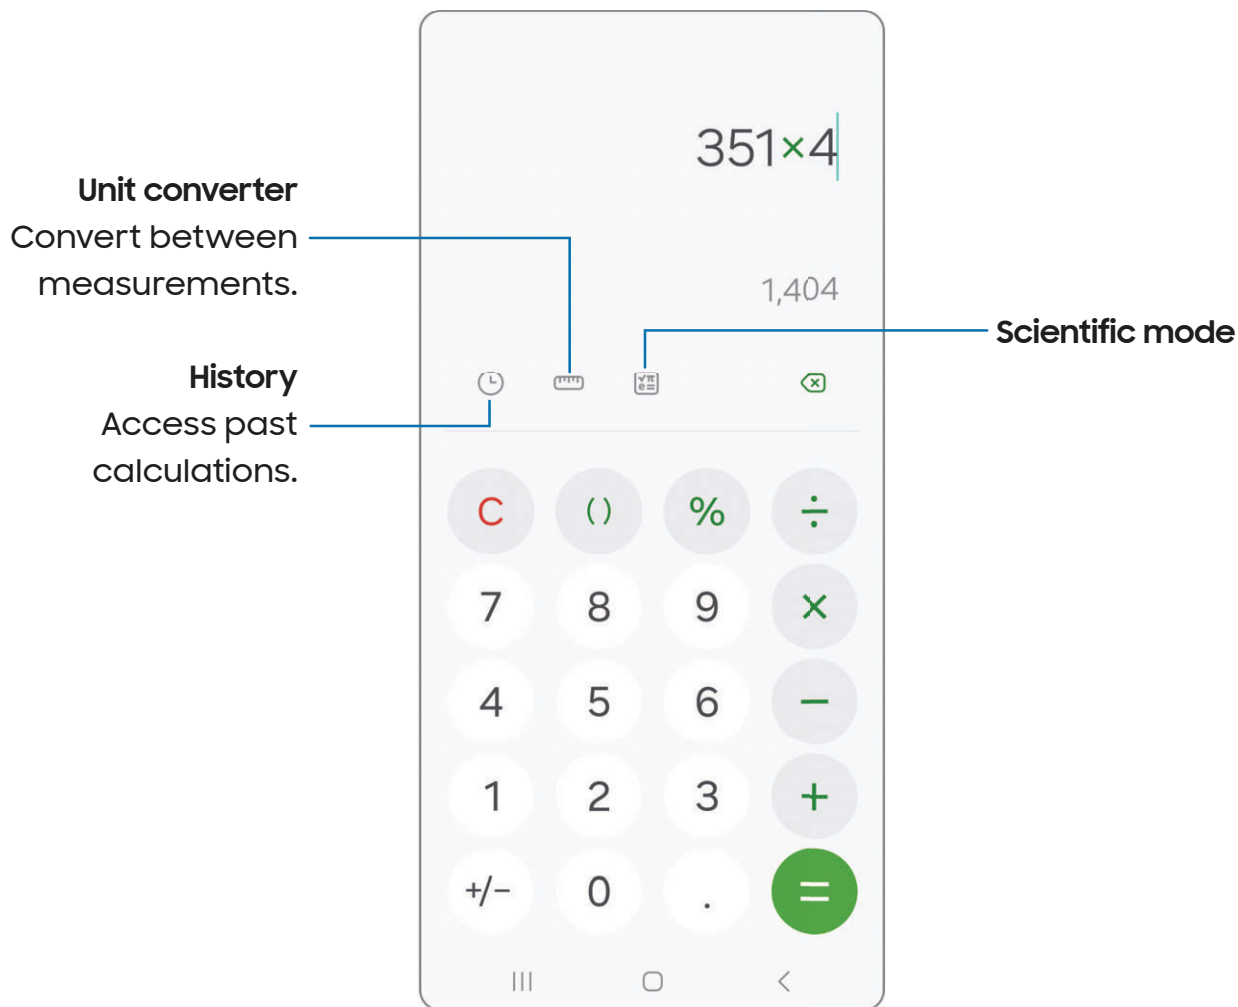 351×4
Unit converter
Convert between
measurements.
1,404
Scientific mode
History
Access past
calculations.
√π
e=
C ( ) % ÷
7 8 9 ×
4 5 6 −
1 2 3 +
+/− 0 . =